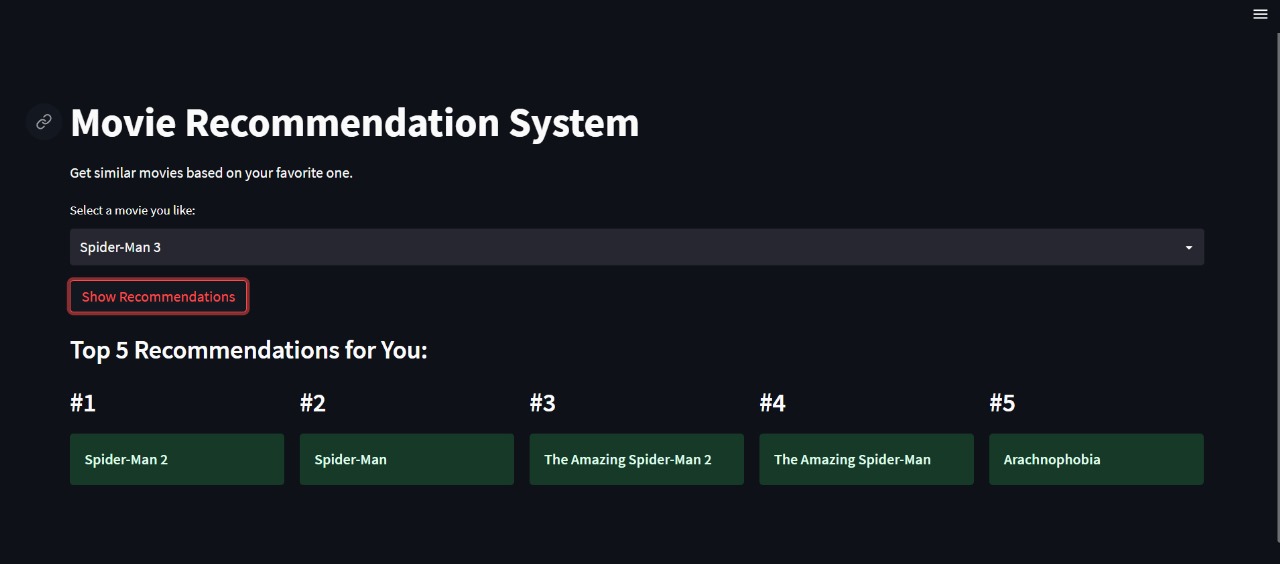 Movie Recommendation System
Get similar movies based on your favorite one.
Select a movie you like:
Spider-Man 3
Show Recommendations
Top 5 Recommendations for You:
#1 #2 #3 #4 #5
Spider-Man 2 Spider-Man The Amazing Spider-Man 2 The Amazing Spider-Man Arachnophobia